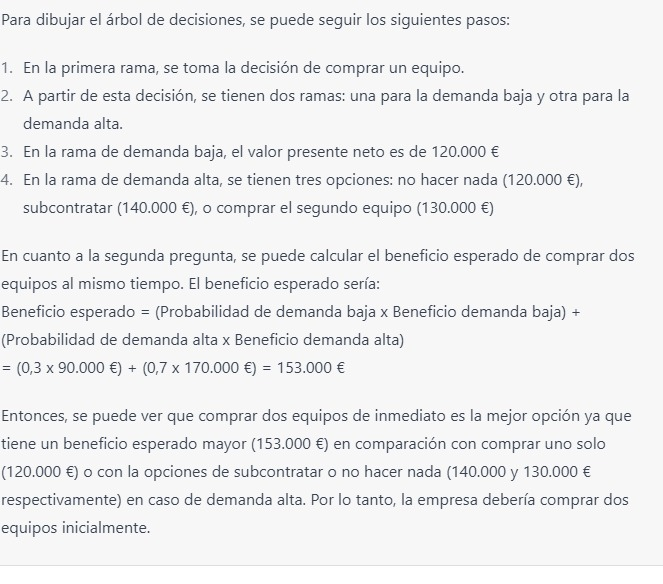 Para dibujar el árbol de decisiones, se puede seguir los siguientes pasos:
1. En la primera rama, se toma la decisión de comprar un equipo.
2. A partir de esta decisión, se tienen dos ramas: una para la demanda baja y otra para la
demanda alta.
3. En la rama de demanda baja, el valor presente neto es de 120.000 €
4. En la rama de demanda alta, se tienen tres opciones: no hacer nada (120.000 €),
subcontratar (140.000 €), o comprar el segundo equipo (130.000 €)
En cuanto a la segunda pregunta, se puede calcular el beneficio esperado de comprar dos
equipos al mismo tiempo. El beneficio esperado sería:
Beneficio esperado = (Probabilidad de demanda baja x Beneficio demanda baja) +
(Probabilidad de demanda alta x Beneficio demanda alta)
= (0,3 x 90.000 €) + (0,7 x 170.000 €) = 153.000 €
Entonces, se puede ver que comprar dos equipos de inmediato es la mejor opción ya que
tiene un beneficio esperado mayor (153.000 €) en comparación con comprar uno solo
(120.000 €) o con la opciones de subcontratar o no hacer nada (140.000 y 130.000 €
respectivamente) en caso de demanda alta. Por lo tanto, la empresa debería comprar dos
equipos inicialmente.